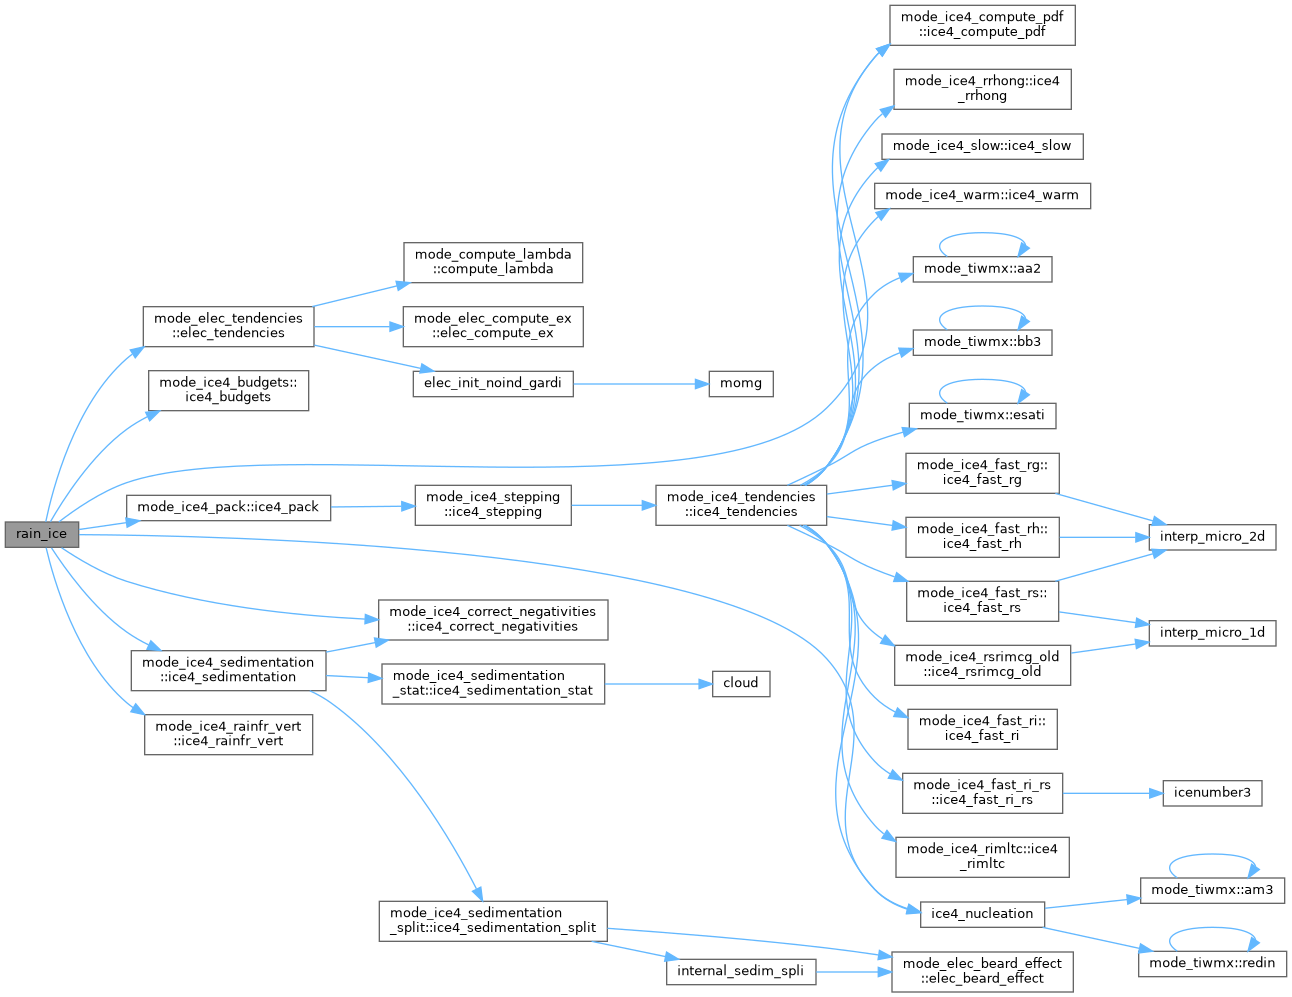 mode_ice4_compute_pdf
::ice4_compute_pdf
mode_ice4_rrhong::ice4
_rrhong
mode_ice4_slow::ice4_slow
mode_ice4_warm::ice4_warm
mode_compute_lambda
::compute_lambda
mode_tiwmx::aa2
mode_elec_tendencies
::elec_tendencies
mode_elec_compute_ex
::elec_compute_ex
mode_tiwmx::bb3
mode_ice4_budgets::
ice4_budgets
elec_init_noind_gardi
momg
mode_tiwmx::esati
mode_ice4_fast_rg::
ice4_fast_rg
mode_ice4_pack::ice4_pack
mode_ice4_stepping
::ice4_stepping
mode_ice4_tendencies
::ice4_tendencies
rain_ice
mode_ice4_fast_rh::
ice4_fast_rh
interp_micro_2d
mode_ice4_fast_rs::
ice4_fast_rs
mode_ice4_correct_negativities
::ice4_correct_negativities
interp_micro_1d
mode_ice4_sedimentation
::ice4_sedimentation
mode_ice4_rsrimcg_old
::ice4_rsrimcg_old
mode_ice4_sedimentation
_stat::ice4_sedimentation_stat
cloud
mode_ice4_rainfr_vert
::ice4_rainfr_vert
mode_ice4_fast_ri::
ice4_fast_ri
mode_ice4_fast_ri_rs
::ice4_fast_ri_rs
icenumber3
mode_ice4_rimltc::ice4
_rimltc
mode_tiwmx::am3
mode_ice4_sedimentation
_split::ice4_sedimentation_split
ice4_nucleation
mode_tiwmx::redin
internal_sedim_spli
mode_elec_beard_effect
::elec_beard_effect